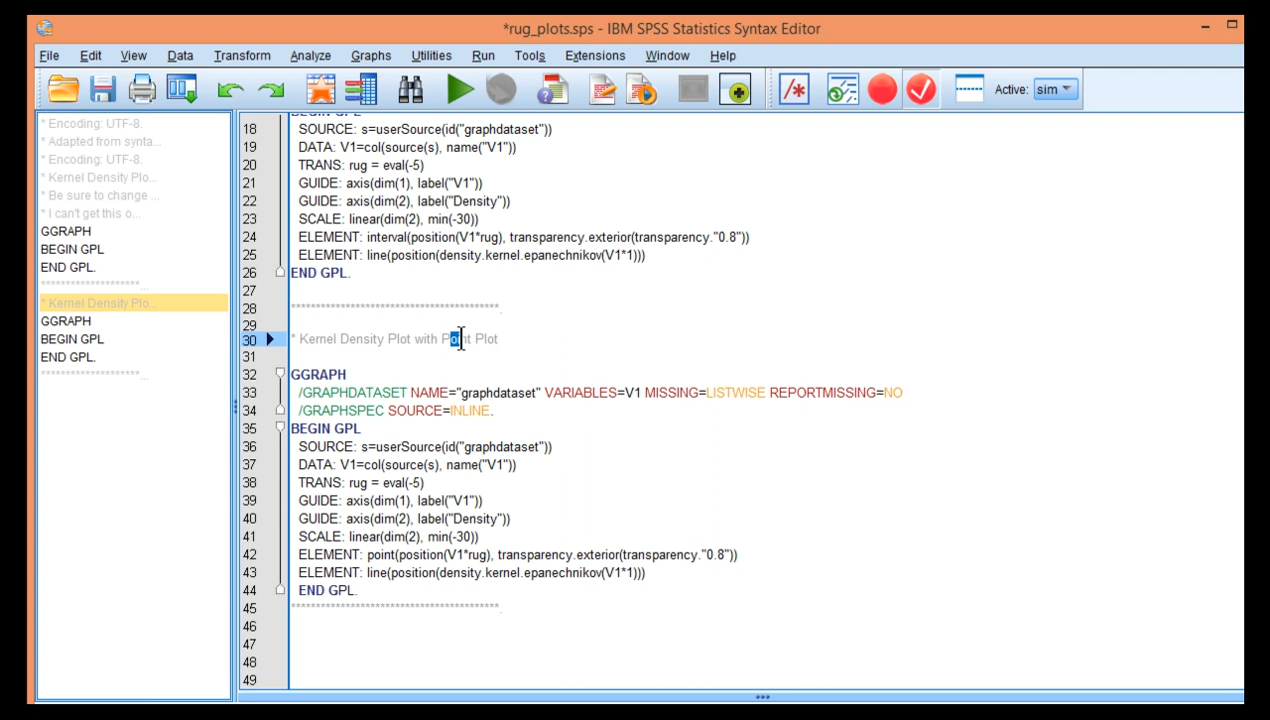 *rug_plots.sps - IBM SPSS Statistics Syntax Editor
File Edit View Data Transform Analyze Graphs Utilities Run Tools Extensions Window Help
Active: sim
* Encoding: UTF-8.
* Adapted from synta...
* Encoding: UTF-8.
* Kernel Density Plo...
* Be sure to change ...
* I can't get this o...
GGRAPH
BEGIN GPL
END GPL.
********************...
* Kernel Density Plo...
GGRAPH
BEGIN GPL
END GPL.
********************...
BEGIN GPL
18 SOURCE: s=userSource(id("graphdataset"))
19 DATA: V1=col(source(s), name("V1"))
20 TRANS: rug = eval(-5)
21 GUIDE: axis(dim(1), label("V1"))
22 GUIDE: axis(dim(2), label("Density"))
23 SCALE: linear(dim(2), min(-30))
24 ELEMENT: interval(position(V1*rug), transparency.exterior(transparency."0.8"))
25 ELEMENT: line(position(density.kernel.epanechnikov(V1*1)))
26 END GPL.
27
28 ******************************************.
29
30 * Kernel Density Plot with Point Plot
31
32 GGRAPH
33 /GRAPHDATASET NAME="graphdataset" VARIABLES=V1 MISSING=LISTWISE REPORTMISSING=NO
34 /GRAPHSPEC SOURCE=INLINE.
35 BEGIN GPL
36 SOURCE: s=userSource(id("graphdataset"))
37 DATA: V1=col(source(s), name("V1"))
38 TRANS: rug = eval(-5)
39 GUIDE: axis(dim(1), label("V1"))
40 GUIDE: axis(dim(2), label("Density"))
41 SCALE: linear(dim(2), min(-30))
42 ELEMENT: point(position(V1*rug), transparency.exterior(transparency."0.8"))
43 ELEMENT: line(position(density.kernel.epanechnikov(V1*1)))
44 END GPL.
45 ******************************************.
46
47
48
49